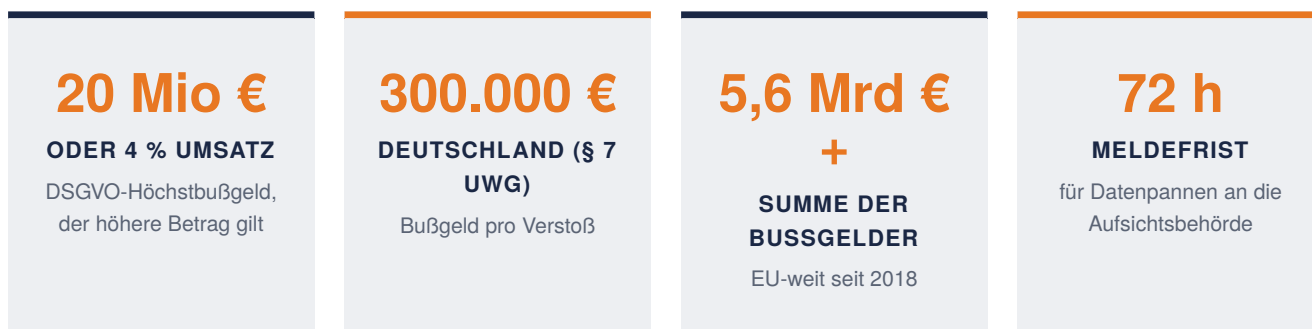 20 Mio €
ODER 4 % UMSATZ
DSGVO-Höchstbußgeld,
der höhere Betrag gilt
300.000 €
DEUTSCHLAND (§ 7
UWG)
Bußgeld pro Verstoß
5,6 Mrd €
+
SUMME DER
BUSSGELDER
EU-weit seit 2018
72 h
MELDEFRIST
für Datenpannen an die
Aufsichtsbehörde